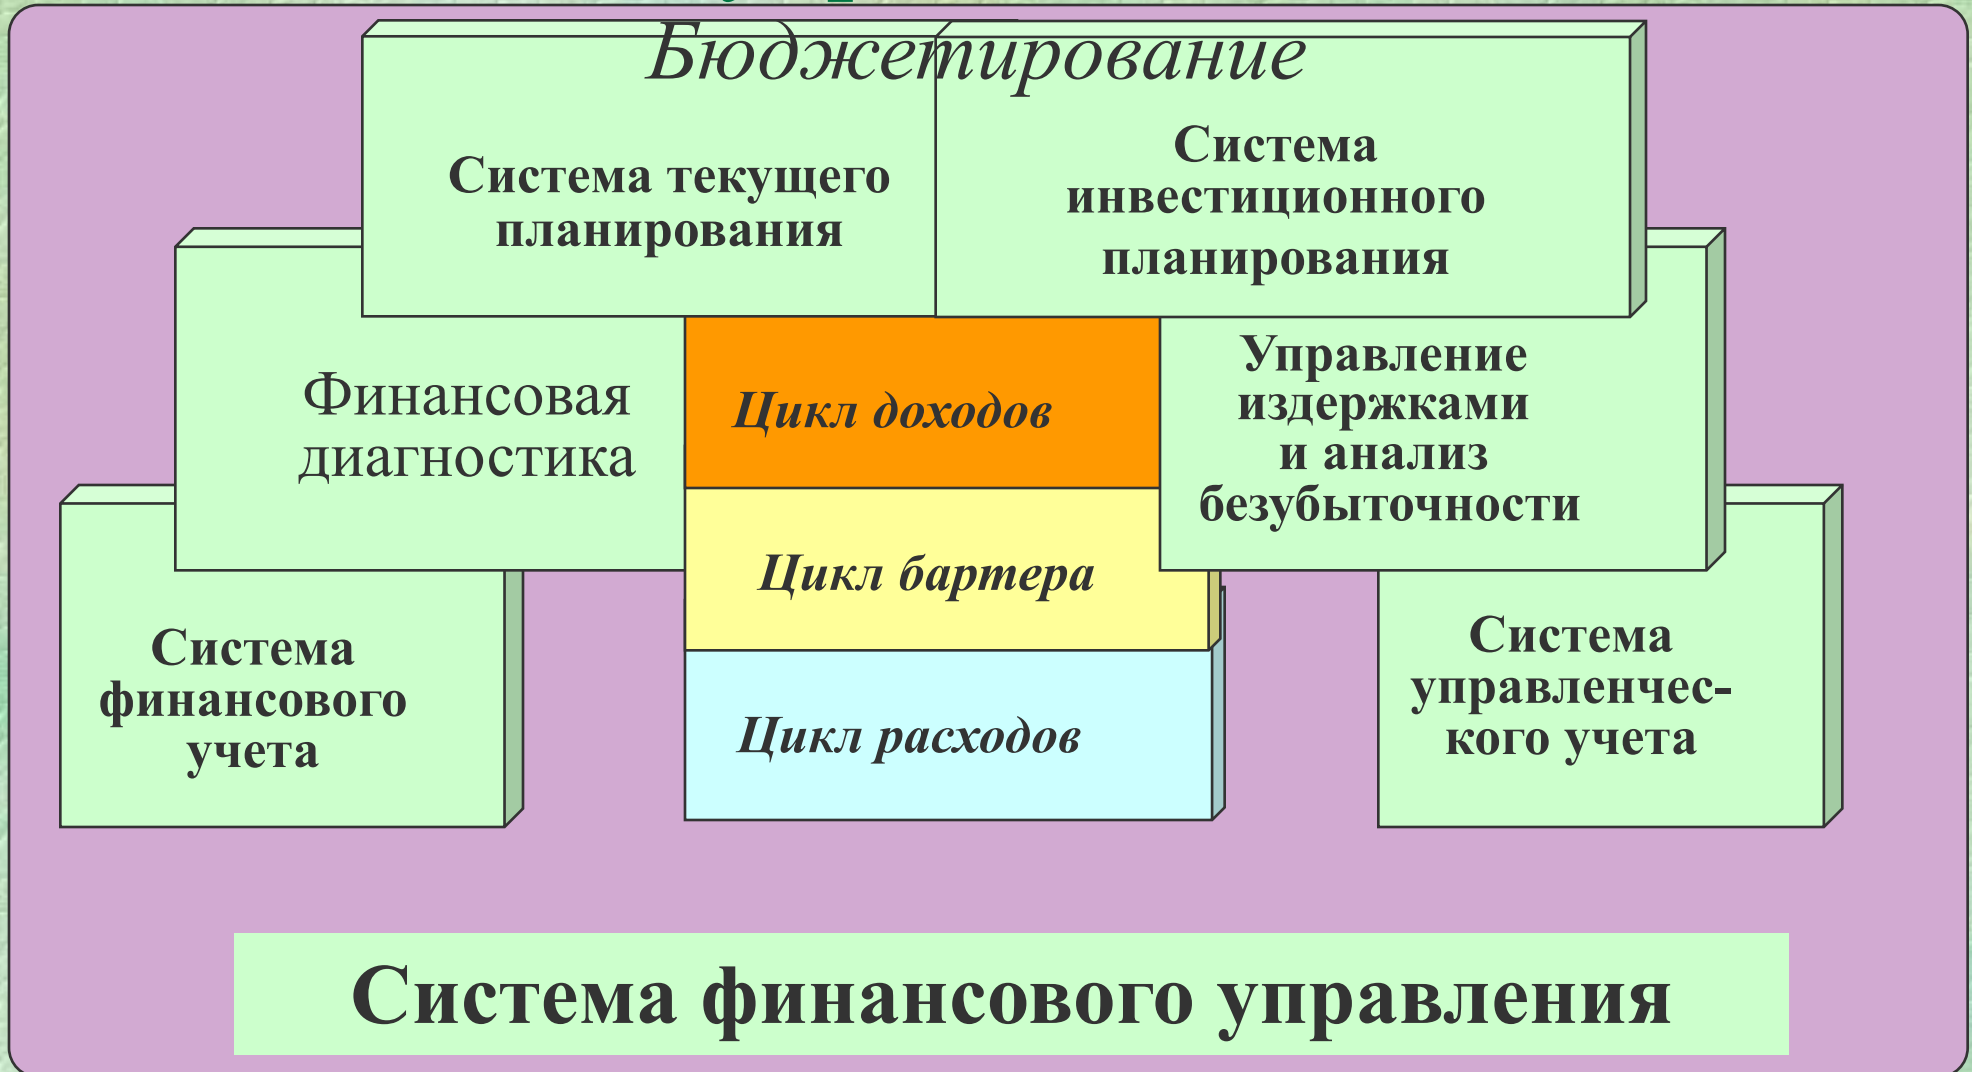 Бюджетирование
Система текущего
планирования
Система
инвестиционного
планирования
Финансовая
диагностика
Цикл доходов
Управление
издержками
и анализ
безубыточности
Цикл бартера
Система
финансового
учета
Цикл расходов
Система
управленчес-
кого учета
Система финансового управления